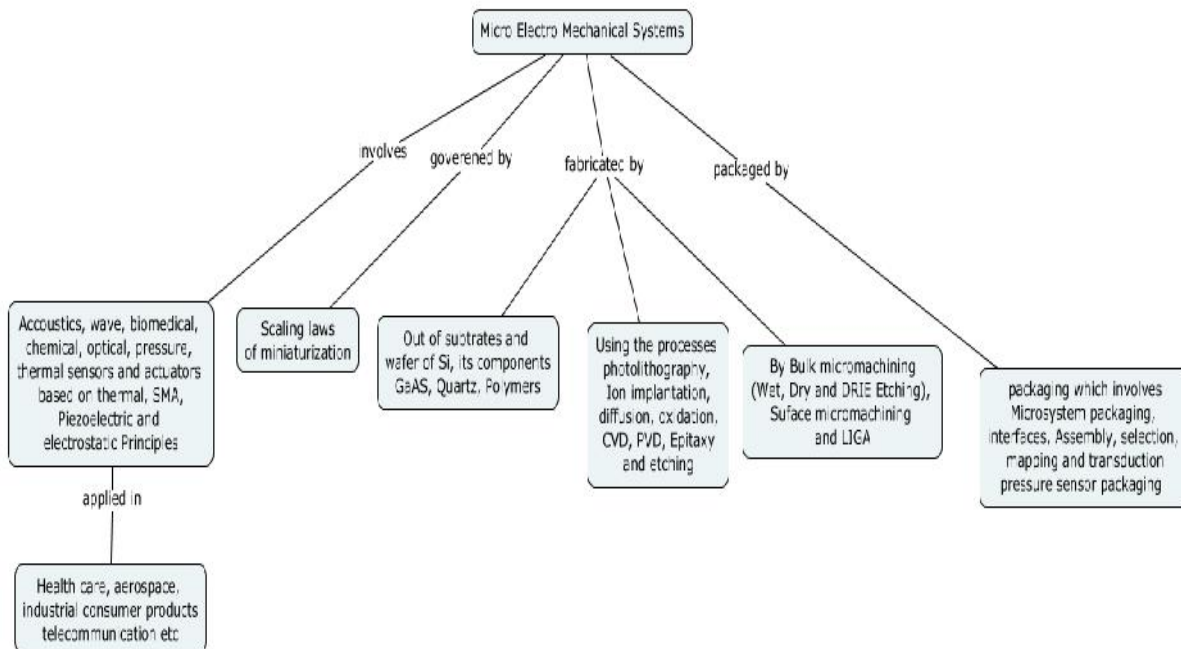 Micro Electro Mechanical Systems
involves
goverened by
fabricated by
packaged by
Accoustics, wave, biomedical,
chemical, optical, pressure,
thermal sensors and actuators
based on thermal, SMA,
Piezoelectric and
electrostatic Principles
Scaling laws
of miniaturization
Out of subtrates and
wafer of Si, its components
GaAS, Quartz, Polymers
Using the processes
photolithography,
Ion implantation,
diffusion, oxidation,
CVD, PVD, Epitaxy
and etching
By Bulk micromachining
(Wet, Dry and DRIE Etching),
Suface micromachining
and LIGA
packaging which involves
Microsystem packaging,
interfaces, Assembly, selection,
mapping and transduction
pressure sensor packaging
applied in
Health care, aerospace,
industrial consumer products
telecommunication etc